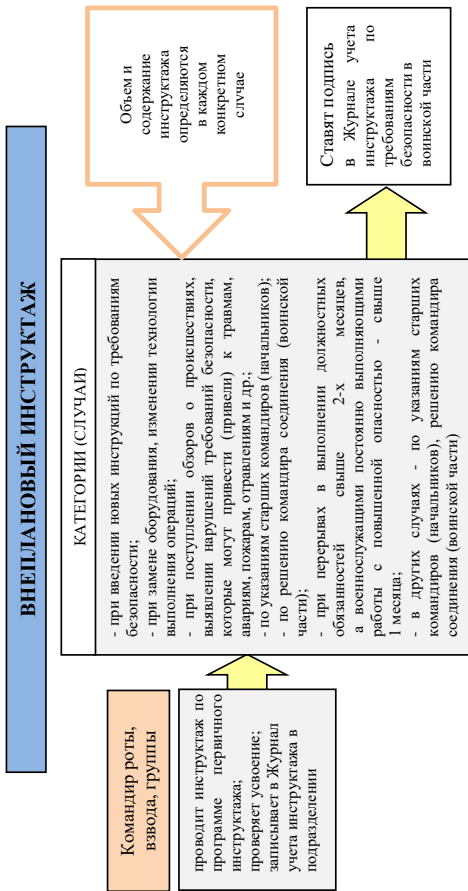 ВНЕПЛАНОВЫЙ ИНСТРУКТАЖ
Командир роты,
взвода, группы
проводит инструктаж по
программе первичного
инструктажа;
проверяет усвоение;
записывает в Журнал
учета инструктажа в
подразделении
КАТЕГОРИИ (СЛУЧАИ)
- при введении новых инструкций по требованиям
безопасности;
- при замене оборудования, изменении технологии
выполнения операций;
- при поступлении обзоров о происшествиях,
выявлении нарушений требований безопасности,
которые могут привести (привели) к травмам,
авариям, пожарам, отравлениям и др.;
- по указаниям старших командиров (начальников);
- по решению командира соединения (воинской
части);
- при перерывах в выполнении должностных
обязанностей свыше 2-х месяцев,
а военнослужащими постоянно выполняющими
работы с повышенной опасностью - свыше
1 месяца;
- в других случаях - по указаниям старших
командиров (начальников), решению командира
соединения (воинской части)
Объем и
содержание
инструктажа
определяются
в каждом
конкретном
случае
Ставят подпись
в Журнале учета
инструктажа по
требованиям
безопасности в
воинской части